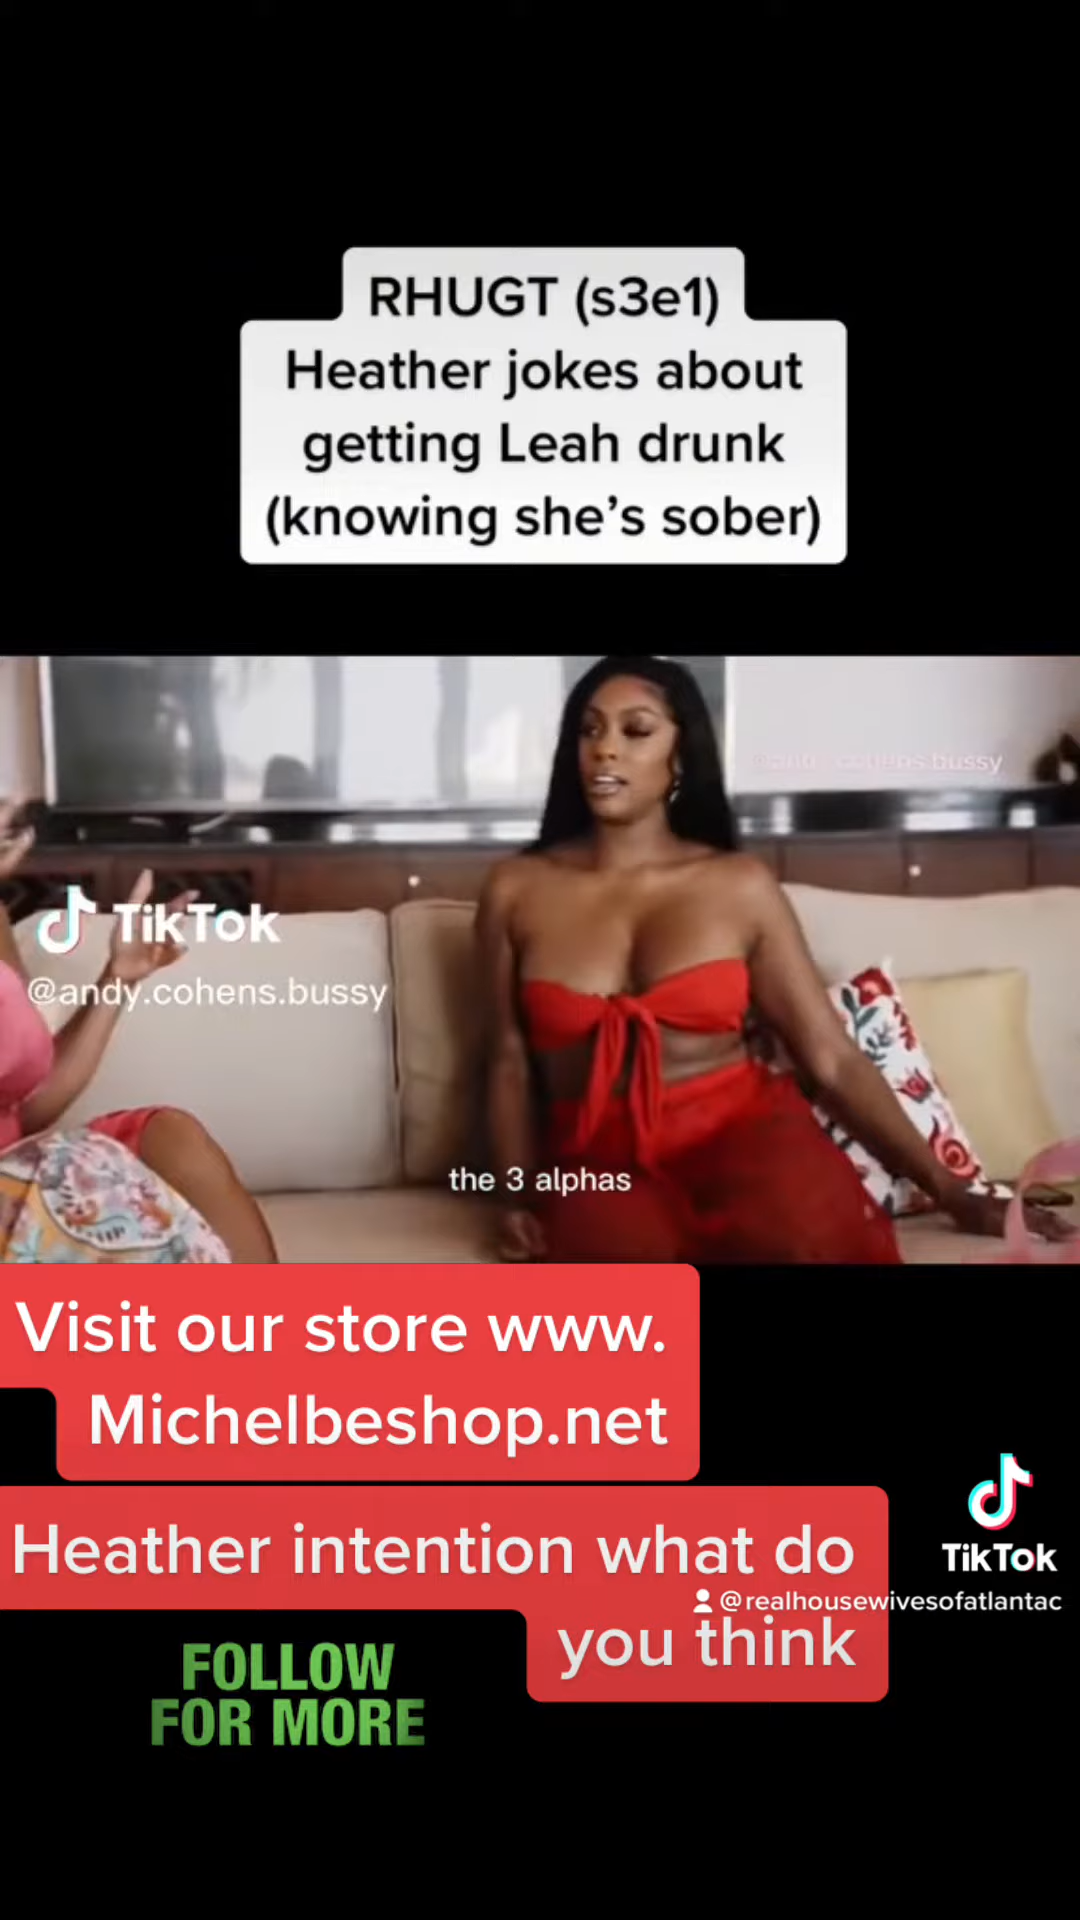 RHUGT (s3e1)
Heather jokes about
getting Leah drunk
(knowing she's sober)
TikTok
@andy.cohens.bussy
the 3 alphas
Visit our store www.
Michelbeshop.net
Heather intention what do
you think
TikTok
@realhousewivesofatlantac
FOLLOW
FOR MORE